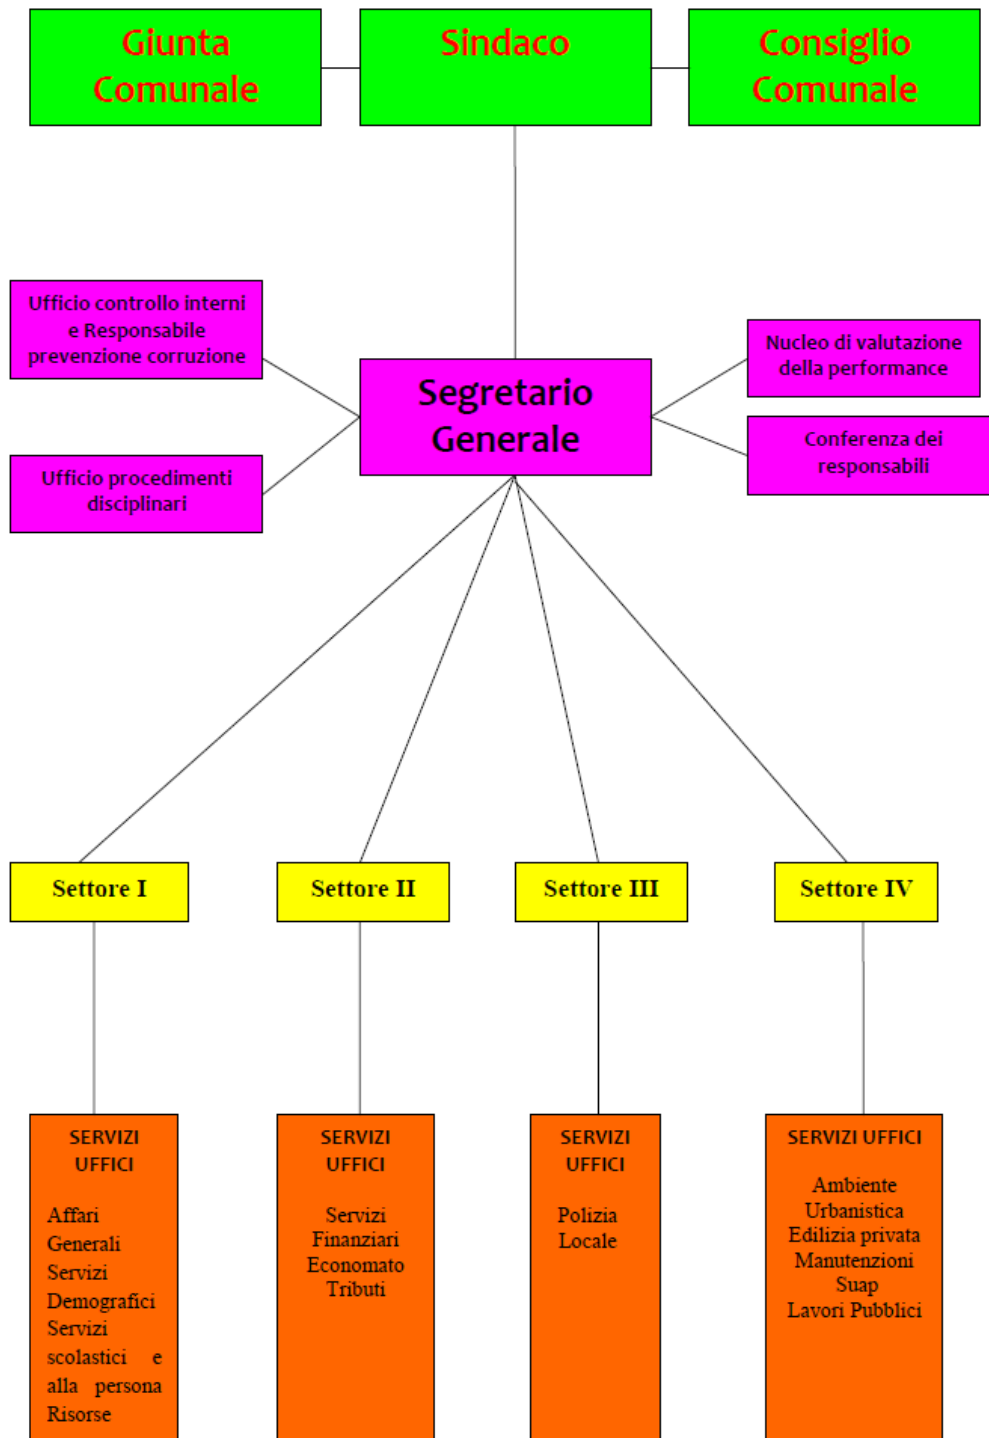 Giunta
Comunale
Sindaco
Consiglio
Comunale
Ufficio controllo interni
e Responsabile
prevenzione corruzione
Nucleo di valutazione
della performance
Segretario
Generale
Conferenza dei
responsabili
Ufficio procedimenti
disciplinari
Settore I
Settore II
Settore III
Settore IV
SERVIZI
UFFICI
Affari
Generali
Servizi
Demografici
Servizi
scolastici e
alla persona
Risorse
SERVIZI
UFFICI
Servizi
Finanziari
Economato
Tributi
SERVIZI
UFFICI
Polizia
Locale
SERVIZI UFFICI
Ambiente
Urbanistica
Edilizia privata
Manutenzioni
Suap
Lavori Pubblici